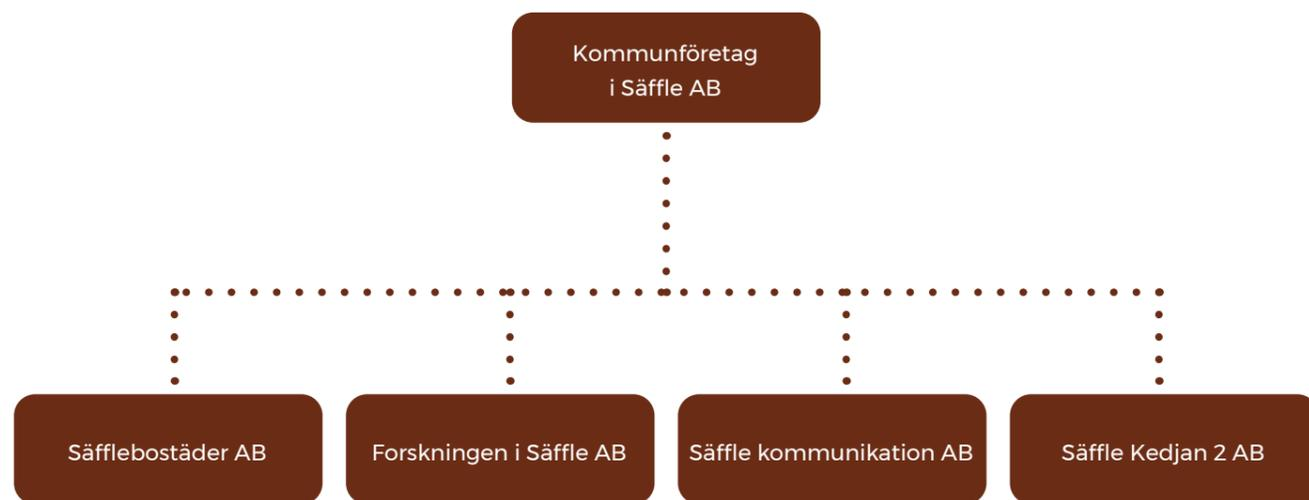 Kommunföretag
i Säffle AB
Säfflebostäder AB
Forskningen i Säffle AB
Säffle kommunikation AB
Säffle Kedjan 2 AB